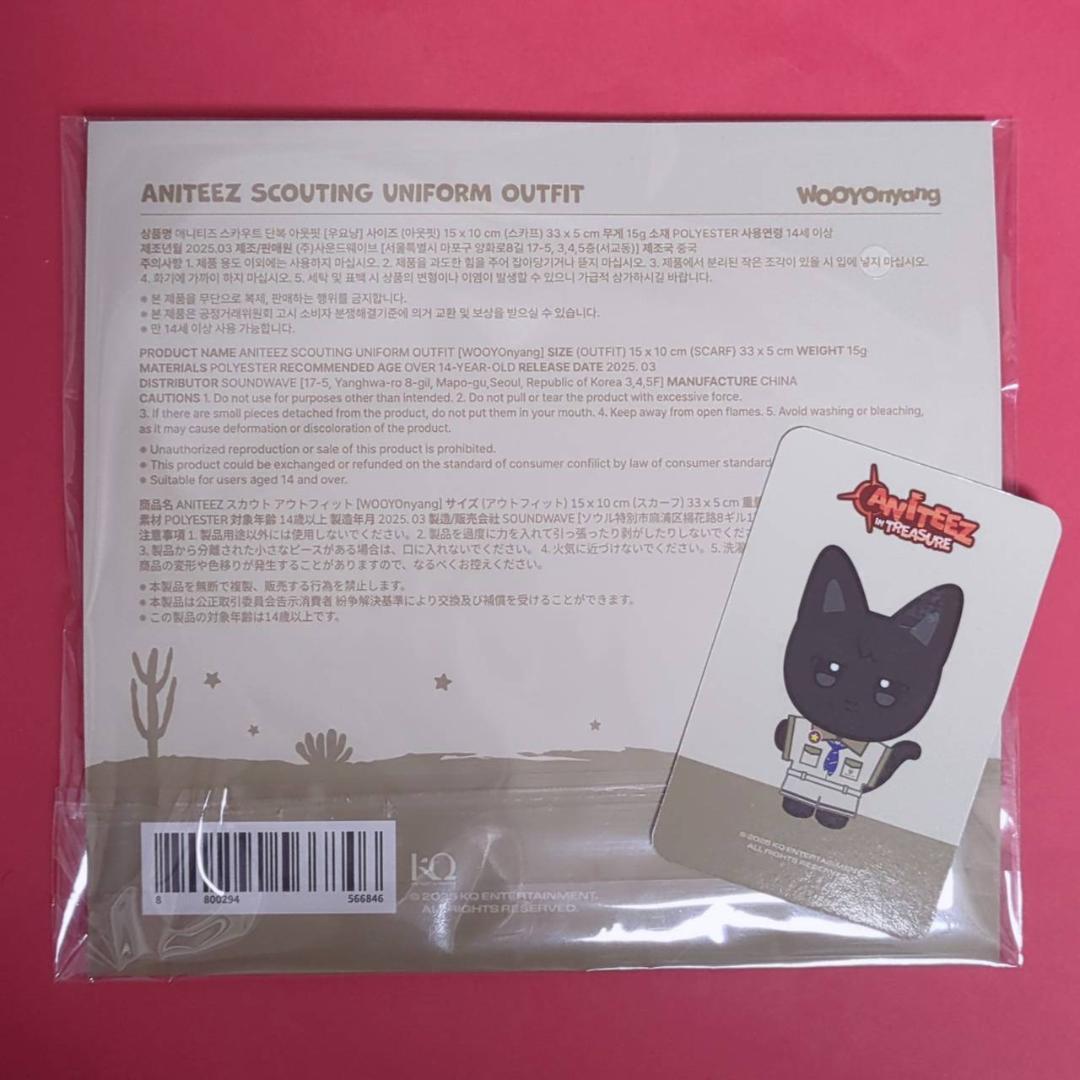 ANITEEZ SCOUTING UNIFORM OUTFIT
WOOYOnyang
상품명 애니티즈 스카우트 단복 아웃핏 [우요냥] 사이즈 (아웃핏) 15 x 10 cm (스카프) 33 x 5 cm 무게 15g 소재 POLYESTER 사용연령 14세 이상
제조년월 2025.03 제조/판매원 (주)사운드웨이브 [서울특별시 마포구 양화로8길 17-5, 3,4,5층(서교동)] 제조국 중국
주의사항 1. 제품 용도 이외에는 사용하지 마십시오. 2. 제품을 과도한 힘을 주어 잡아당기거나 뜯지 마십시오. 3. 제품에서 분리된 작은 조각이 있을 시 입에 넣지 마십시오.
4. 화기에 가까이 하지 마십시오. 5. 세탁 및 표백 시 상품의 변형이나 이염이 발생할 수 있으니 가급적 삼가하시길 바랍니다.
※ 본 제품을 무단으로 복제, 판매하는 행위를 금지합니다.
※ 본 제품은 공정거래위원회 고시 소비자 분쟁해결기준에 의거 교환 및 보상을 받으실 수 있습니다.
※ 만 14세 이상 사용 가능합니다.
PRODUCT NAME ANITEEZ SCOUTING UNIFORM OUTFIT [WOOYOnyang] SIZE (OUTFIT) 15 x 10 cm (SCARF) 33 x 5 cm WEIGHT 15g
MATERIALS POLYESTER RECOMMENDED AGE OVER 14-YEAR-OLD RELEASE DATE 2025. 03
DISTRIBUTOR SOUNDWAVE [17-5, Yanghwa-ro 8-gil, Mapo-gu,Seoul, Republic of Korea 3,4,5F] MANUFACTURE CHINA
CAUTIONS 1. Do not use for purposes other than intended. 2. Do not pull or tear the product with excessive force.
3. If there are small pieces detached from the product, do not put them in your mouth. 4. Keep away from open flames. 5. Avoid washing or bleaching,
as it may cause deformation or discoloration of the product.
※ Unauthorized reproduction or sale of this product is prohibited.
※ This product could be exchanged or refunded on the standard of consumer confilict by law of consumer standard
※ Suitable for users aged 14 and over.
商品名 ANITEEZ スカウト アウトフィット [WOOYOnyang] サイズ (アウトフィット) 15 x 10 cm (スカーフ) 33 x 5 cm
素材 POLYESTER 対象年齢 14歳以上 製造年月 2025. 03 製造/販売会社 SOUNDWAVE [ソウル特別市麻浦区楊花路8ギル
注意事項 1. 製品用途以外には使用しないでください。 2. 製品を過度に力を入れて引っ張ったり剥がしたりしないで
3. 製品から分離された小さなピースがある場合は、口に入れないでください。 4. 火気に近づけないでください。 5. 洗濯
商品の変形や色移りが発生することがありますので、なるべくお控えください。
※ 本製品を無断で複製、販売する行為を禁止します。
※ 本製品は公正取引委員会告示消費者 紛争解決基準により交換及び補償を受けることができます。
※ この製品の対象年齢は14歳以上です。
ANITEEZ
IN TREASURE
© 2025 KQ ENTERTAINMENT.
ALL RIGHTS RESERVED.
8 800294 566846
KQ
© 2025 KQ ENTERTAINMENT.
ALL RIGHTS RESERVED.